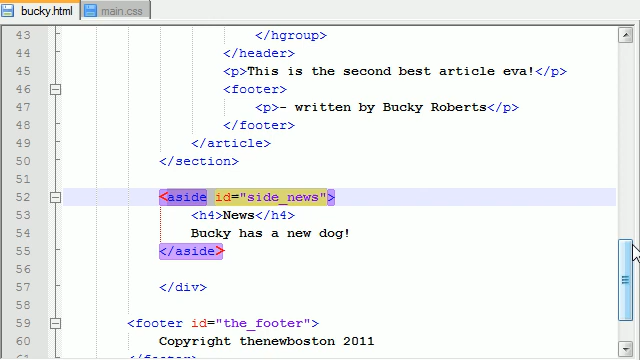 bucky.html main.css
43 </hgroup>
44 </header>
45 <p>This is the second best article eva!</p>
46 <footer>
47 <p>- written by Bucky Roberts</p>
48 </footer>
49 </article>
50 </section>
51
52 <aside id="side_news">
53 <h4>News</h4>
54 Bucky has a new dog!
55 </aside>
56
57 </div>
58
59 <footer id="the_footer">
60 Copyright thenewboston 2011
61 </footer>